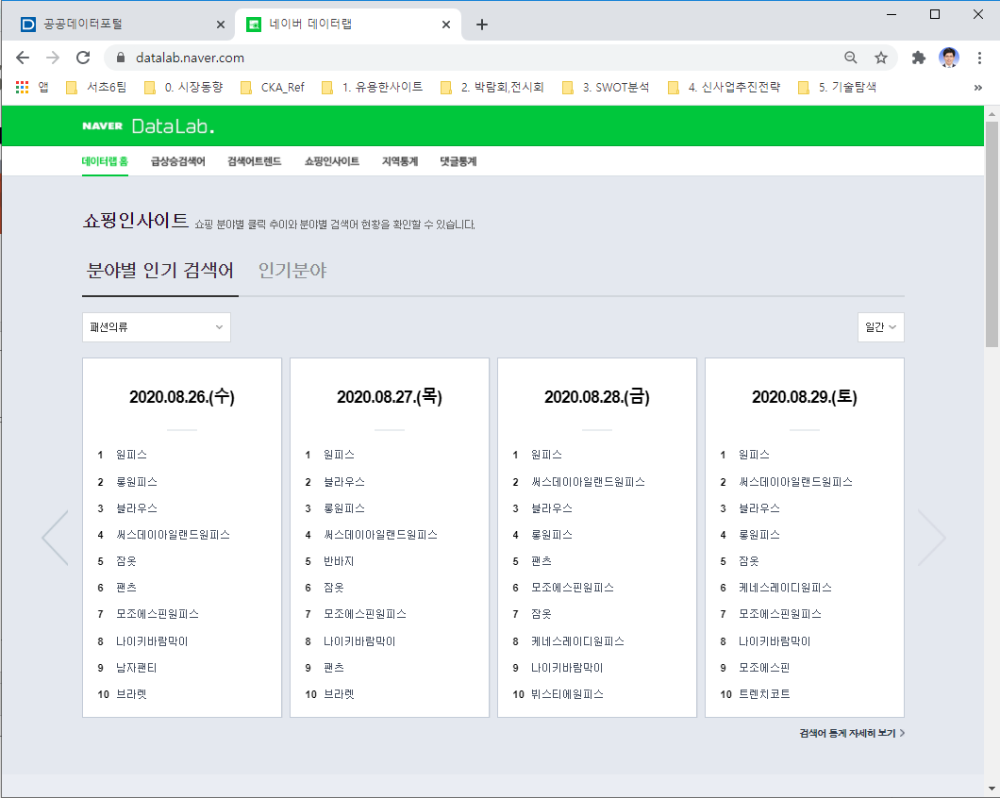 공공데이터포털
네이버 데이터랩
datalab.naver.com
앱 서초6팀 0. 시장동향 CKA_Ref 1. 유용한사이트 2. 박람회,전시회 3. SWOT분석 4. 신사업추진전략 5. 기술탐색 »
NAVER DataLab.
데이터랩 홈 급상승검색어 검색어트렌드 쇼핑인사이트 지역통계 댓글통계
쇼핑인사이트 쇼핑 분야별 클릭 추이와 분야별 검색어 현황을 확인할 수 있습니다.
분야별 인기 검색어 인기분야
패션의류 일간
2020.08.26.(수)
1 원피스
2 롱원피스
3 블라우스
4 써스데이아일랜드원피스
5 잠옷
6 팬츠
7 모조에스핀원피스
8 나이키바람막이
9 남자팬티
10 브라렛
2020.08.27.(목)
1 원피스
2 블라우스
3 롱원피스
4 써스데이아일랜드원피스
5 반바지
6 잠옷
7 모조에스핀원피스
8 나이키바람막이
9 팬츠
10 브라렛
2020.08.28.(금)
1 원피스
2 써스데이아일랜드원피스
3 블라우스
4 롱원피스
5 팬츠
6 모조에스핀원피스
7 잠옷
8 케네스레이디원피스
9 나이키바람막이
10 뷔스티에원피스
2020.08.29.(토)
1 원피스
2 써스데이아일랜드원피스
3 블라우스
4 롱원피스
5 잠옷
6 케네스레이디원피스
7 모조에스핀원피스
8 나이키바람막이
9 모조에스핀
10 트렌치코트
검색어 통계 자세히 보기